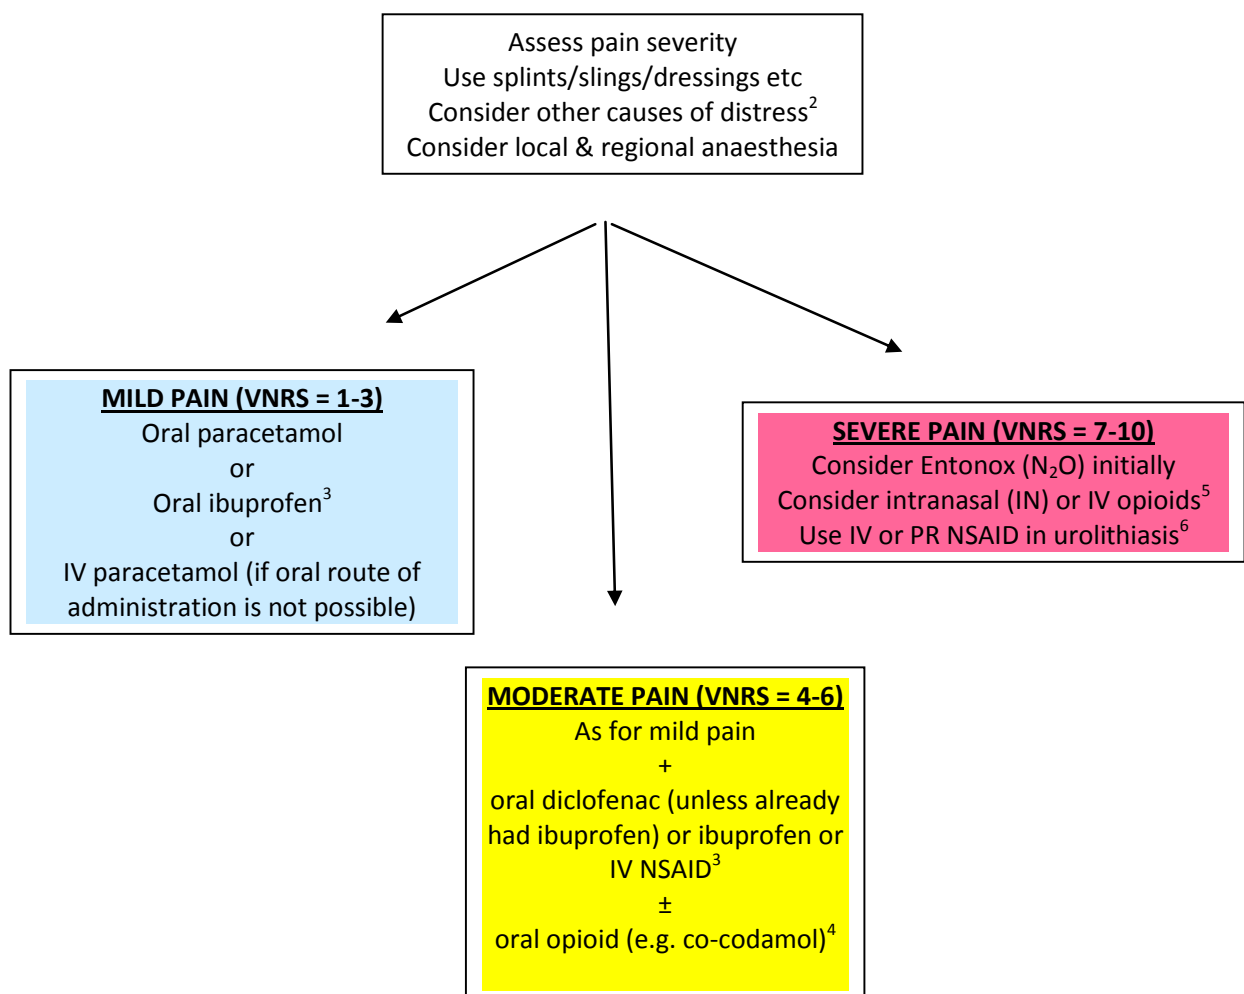 Assess pain severity
Use splints/slings/dressings etc
Consider other causes of distress²
Consider local & regional anaesthesia
MILD PAIN (VNRS = 1-3)
Oral paracetamol
or
Oral ibuprofen³
or
IV paracetamol (if oral route of
administration is not possible)
SEVERE PAIN (VNRS = 7-10)
Consider Entonox (N₂O) initially
Consider intranasal (IN) or IV opioids⁵
Use IV or PR NSAID in urolithiasis⁶
MODERATE PAIN (VNRS = 4-6)
As for mild pain
+
oral diclofenac (unless already
had ibuprofen) or ibuprofen or
IV NSAID³
±
oral opioid (e.g. co-codamol)⁴